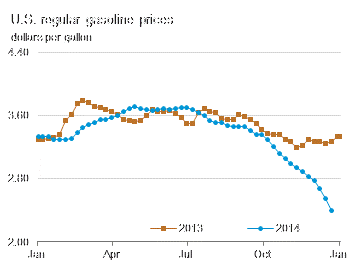 U.S. regular gasoline prices
dollars per gallon
4.40
3.60
2.80
2.00
Jan Apr Jul Oct Jan
2013 2014